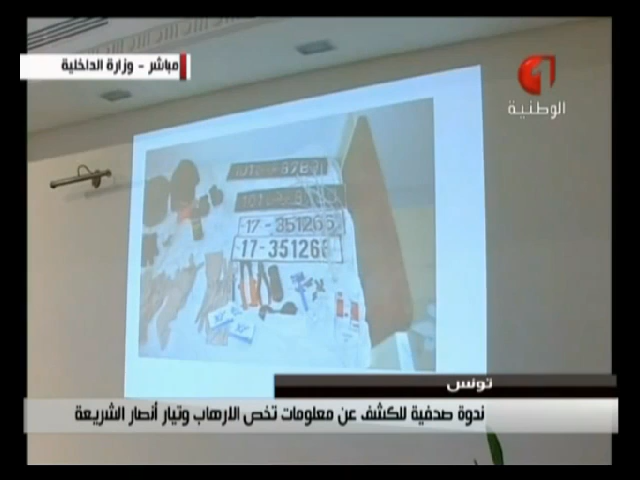 مباشر - وزارة الداخلية
1
الوطنية
17-351266
17-351266
تونس
ندوة صحفية للكشف عن معلومات تخص الارهاب وتيار أنصار الشريعة